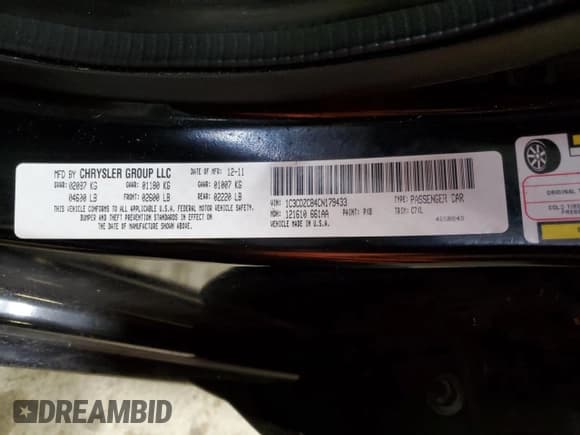 MFD BY CHRYSLER GROUP LLC DATE OF MFR: 12-11
GVWR: 02087 KG GAWR: 01180 KG GAWR: 01007 KG
04600 LB FRONT: 02600 LB REAR: 02220 LB
THIS VEHICLE CONFORMS TO ALL APPLICABLE U.S.A. FEDERAL MOTOR VEHICLE SAFETY,
BUMPER AND THEFT PREVENTION STANDARDS IN EFFECT ON
THE DATE OF MANUFACTURE SHOWN ABOVE.
VIN: 1C3CDZCB4CN179433 TYPE: PASSENGER CAR
MDH: 121610 661AA PAINT: TRIM:
VEHICLE MADE IN U.S.A.
ORIGINAL
COLD TIRE
DREAMBID